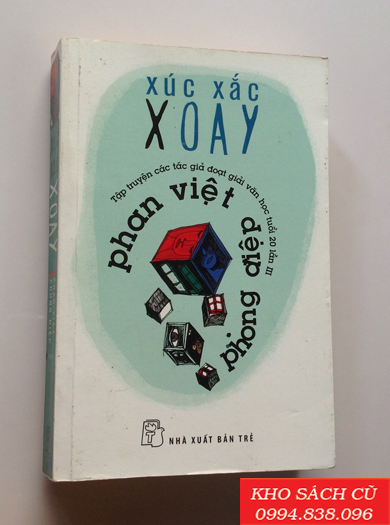 xúc xắc
XOAY
Tập truyện các tác giả đoạt giải văn học tuổi 20 lần III
phan việt
phong điệp
NHÀ XUẤT BẢN TRẺ
XOAY
KHO SÁCH CŨ
0994.838.096